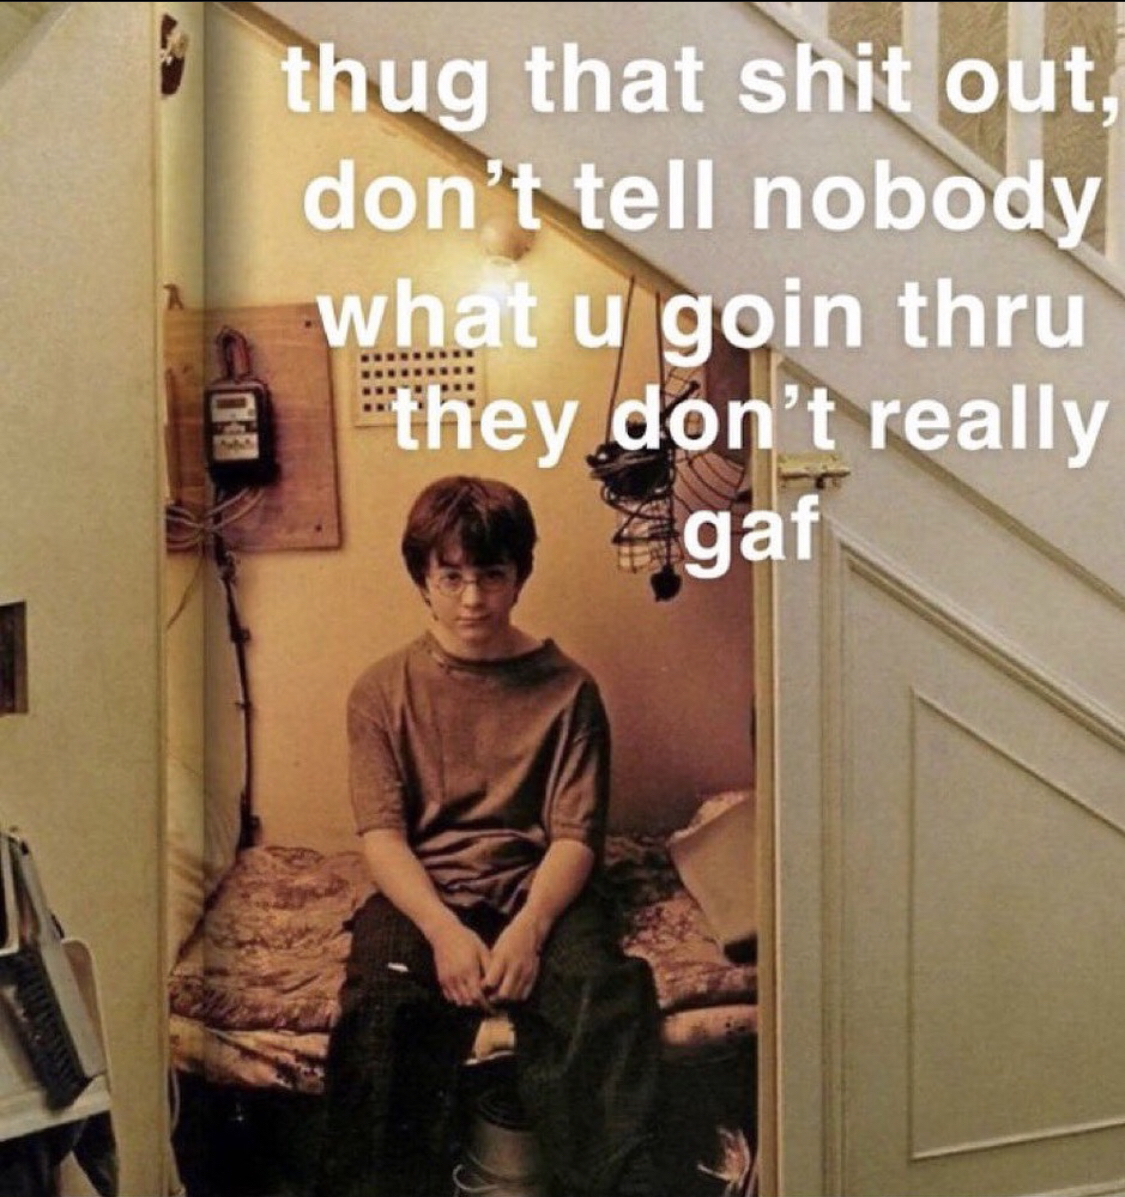 thug that shit out,
don't tell nobody
what u goin thru
they don't really
gaf